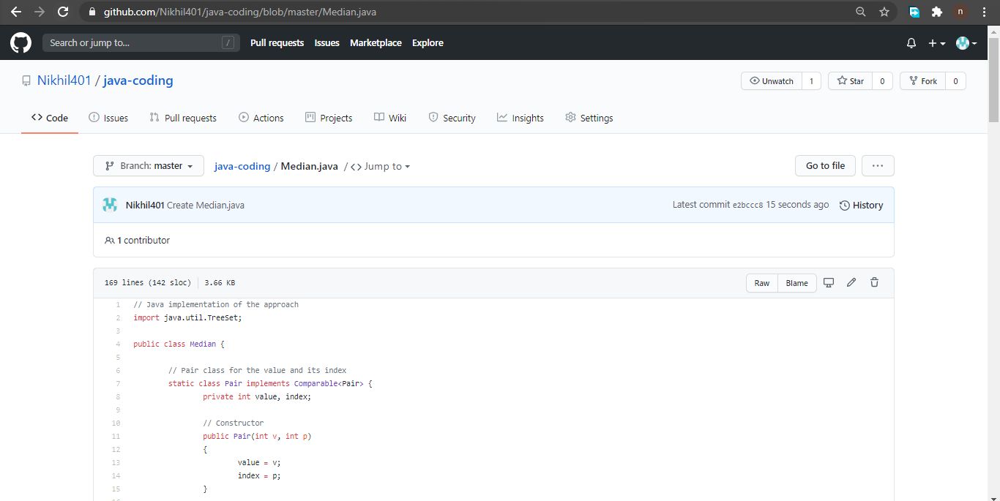 github.com/Nikhil401/java-coding/blob/master/Median.java
n
Search or jump to... /
Pull requests Issues Marketplace Explore
Nikhil401 / java-coding
Unwatch 1 Star 0 Fork 0
Code Issues Pull requests Actions Projects Wiki Security Insights Settings
Branch: master java-coding / Median.java / <> Jump to Go to file ...
Nikhil401 Create Median.java Latest commit e2bccc8 15 seconds ago History
1 contributor
169 lines (142 sloc) 3.66 KB Raw Blame
1 // Java implementation of the approach
2 import java.util.TreeSet;
3
4 public class Median {
5
6 // Pair class for the value and its index
7 static class Pair implements Comparable<Pair> {
8 private int value, index;
9
10 // Constructor
11 public Pair(int v, int p)
12 {
13 value = v;
14 index = p;
15 }